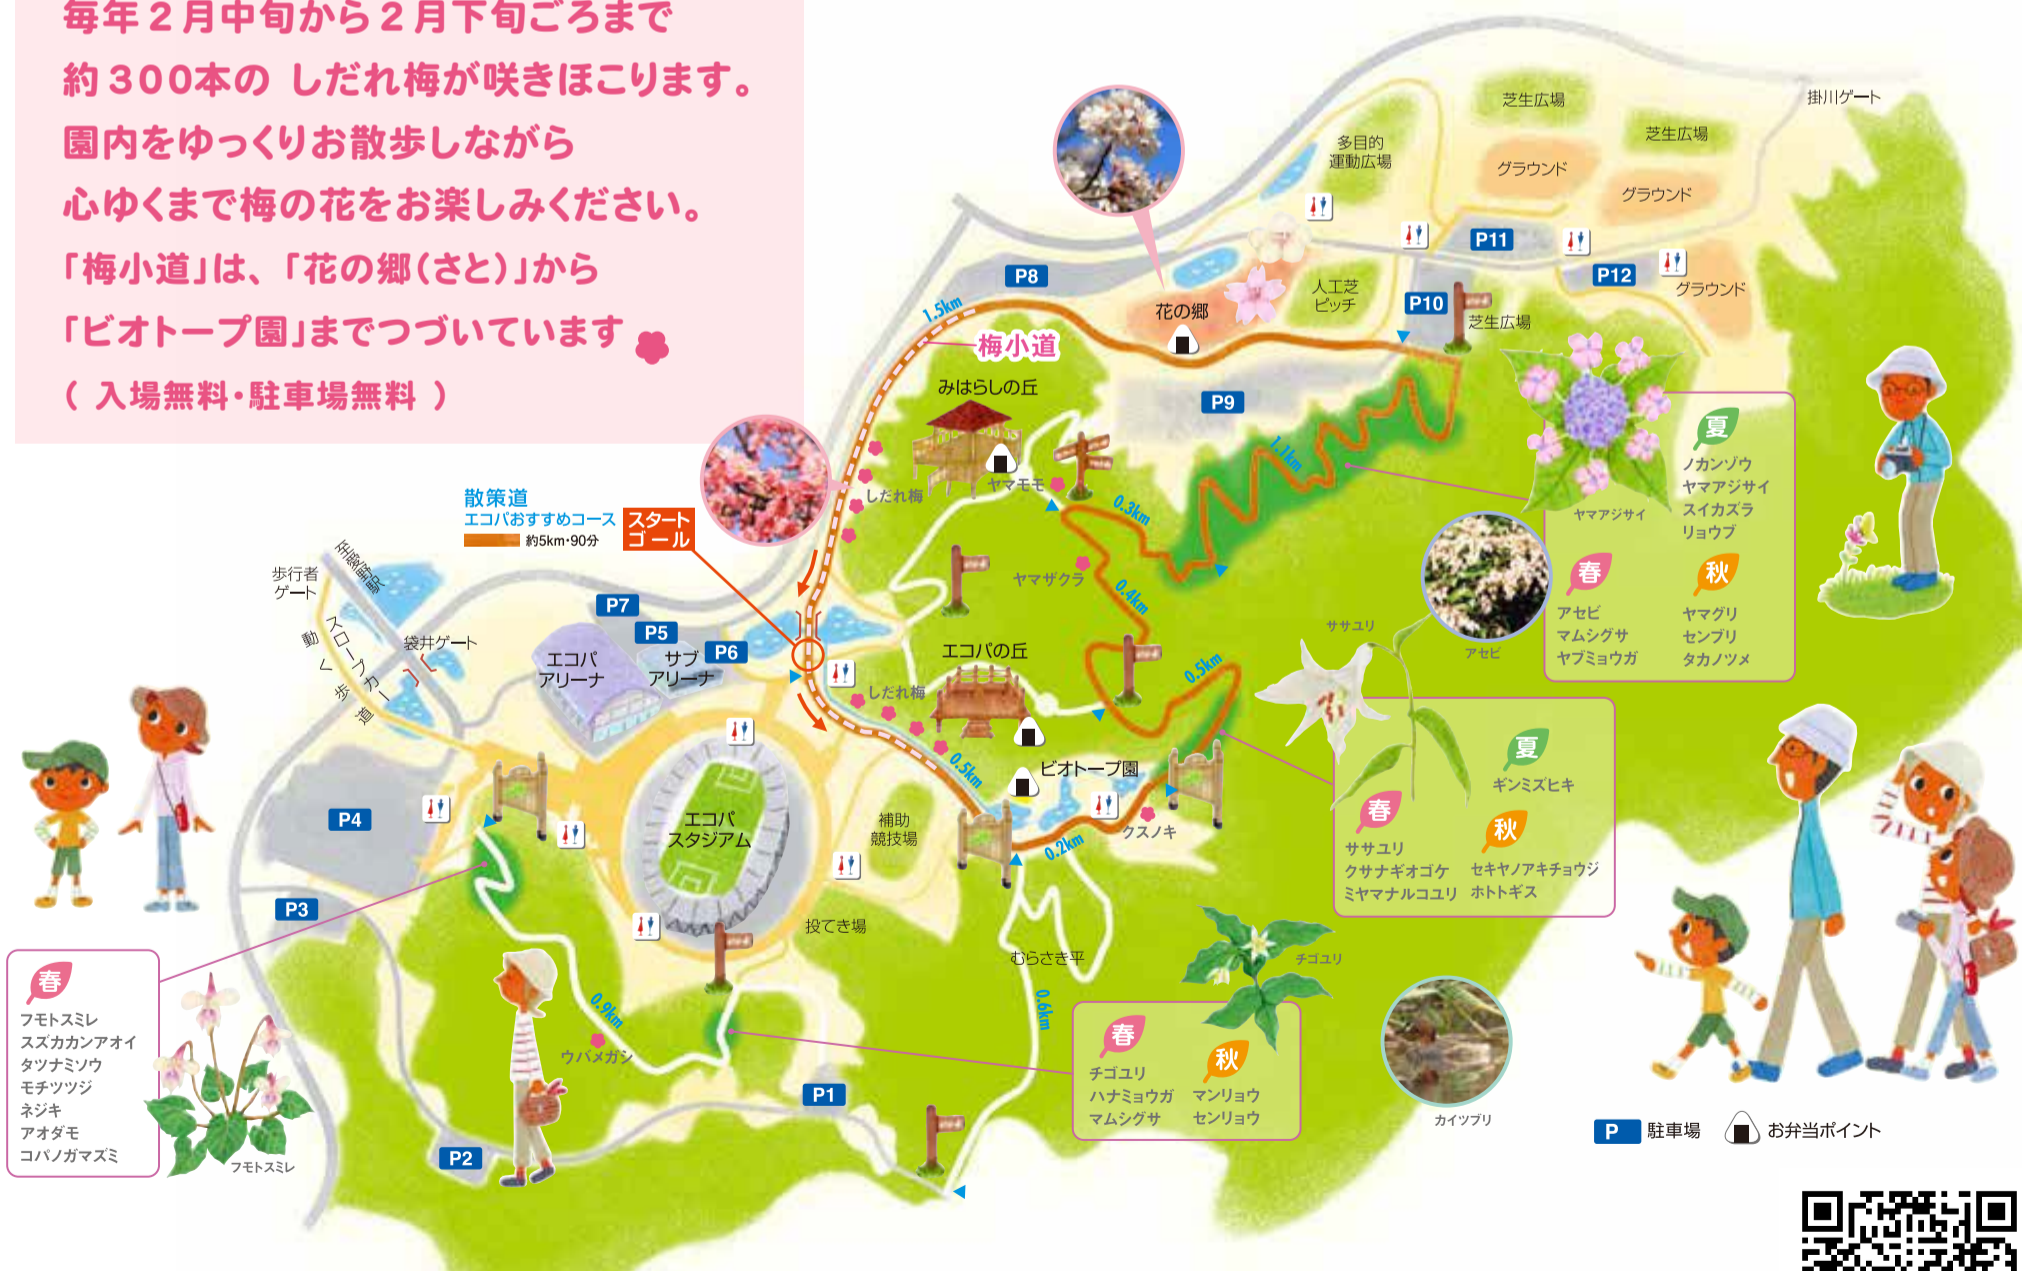 毎年２月中旬から２月下旬ごろまで
約３００本の しだれ梅が咲きほこります。
園内をゆっくりお散歩しながら
心ゆくまで梅の花をお楽しみください。
「梅小道」は、「花の郷（さと）」から
「ビオトープ園」までつづいています
（ 入場無料・駐車場無料 ）
掛川ゲート
芝生広場
芝生広場
多目的
運動広場
グラウンド
グラウンド
P11
P12
グラウンド
P8
人工芝
ピッチ
P10
芝生広場
花の郷
1.5km
梅小道
みはらしの丘
P9
1.1km
しだれ梅
ヤマモモ
0.3km
ヤマザクラ
0.4km
散策道
エコパおすすめコース
約5km・90分
スタート
ゴール
ヤマアジサイ
夏
ノカンゾウ
ヤマアジサイ
スイカズラ
リョウブ
春
アセビ
マムシグサ
ヤブミョウガ
秋
ヤマグリ
センブリ
タカノツメ
アセビ
ササユリ
至愛野駅
歩行者
ゲート
スロープカー
動く歩道
袋井ゲート
P7
P5
P6
エコパ
アリーナ
サブ
アリーナ
エコパの丘
しだれ梅
0.5km
0.5km
ビオトープ園
クスノキ
0.2km
夏
ギンミズヒキ
春
ササユリ
クサナギオゴケ
ミヤマナルコユリ
秋
セキヤノアキチョウジ
ホトトギス
P4
エコパ
スタジアム
補助
競技場
投てき場
P3
むらさき平
0.6km
チゴユリ
春
チゴユリ
ハナミョウガ
マムシグサ
秋
マンリョウ
センリョウ
カイツブリ
春
フモトスミレ
スズカカンアオイ
タツナミソウ
モチツツジ
ネジキ
アオダモ
コバノガマズミ
フモトスミレ
0.9km
ウバメガシ
P1
P2
P 駐車場
お弁当ポイント